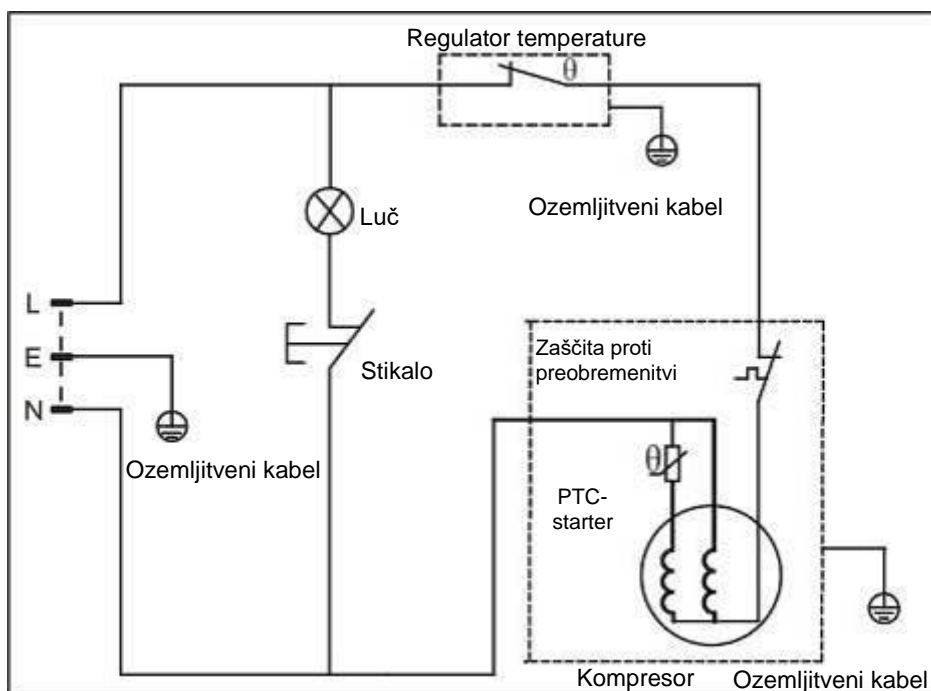 Regulator temperature
θ
Ozemljitveni kabel
Luč
L
E
N
Stikalo
Ozemljitveni kabel
Zaščita proti
preobremenitvi
θ
PTC-
starter
Kompresor
Ozemljitveni kabel